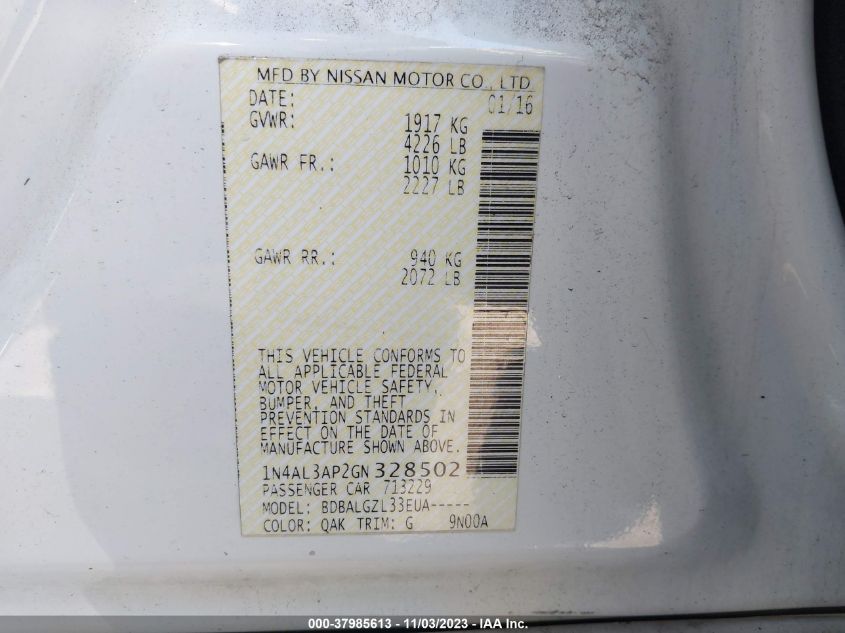 MFD BY NISSAN MOTOR CO., LTD.
DATE: 01/16
GVWR: 1917 KG
4226 LB
GAWR FR.: 1010 KG
2227 LB
GAWR RR.: 940 KG
2072 LB
THIS VEHICLE CONFORMS TO
ALL APPLICABLE FEDERAL
MOTOR VEHICLE SAFETY,
BUMPER, AND THEFT
PREVENTION STANDARDS IN
EFFECT ON THE DATE OF
MANUFACTURE SHOWN ABOVE.
1N4AL3AP2GN328502
PASSENGER CAR 713229
MODEL: BDBALGZL33EUA-----
COLOR: QAK TRIM: G 9N00A
000-37985613 - 11/03/2023 - IAA Inc.